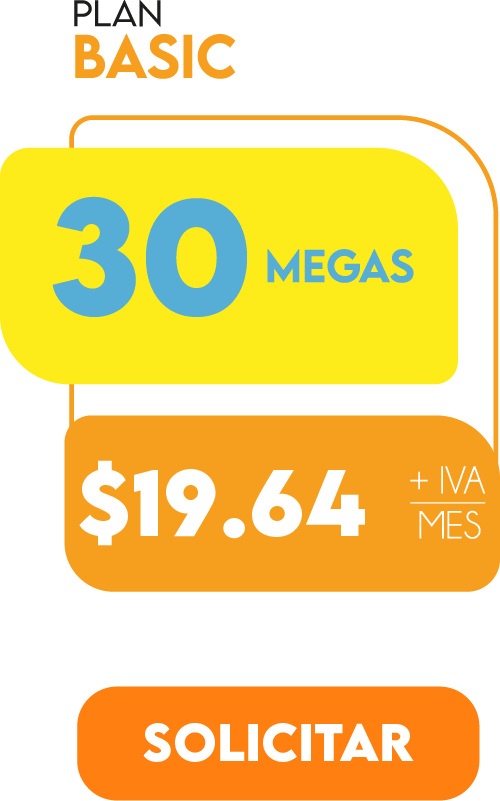 PLAN
BASIC
30 MEGAS
$19.64 + IVA
MES
SOLICITAR